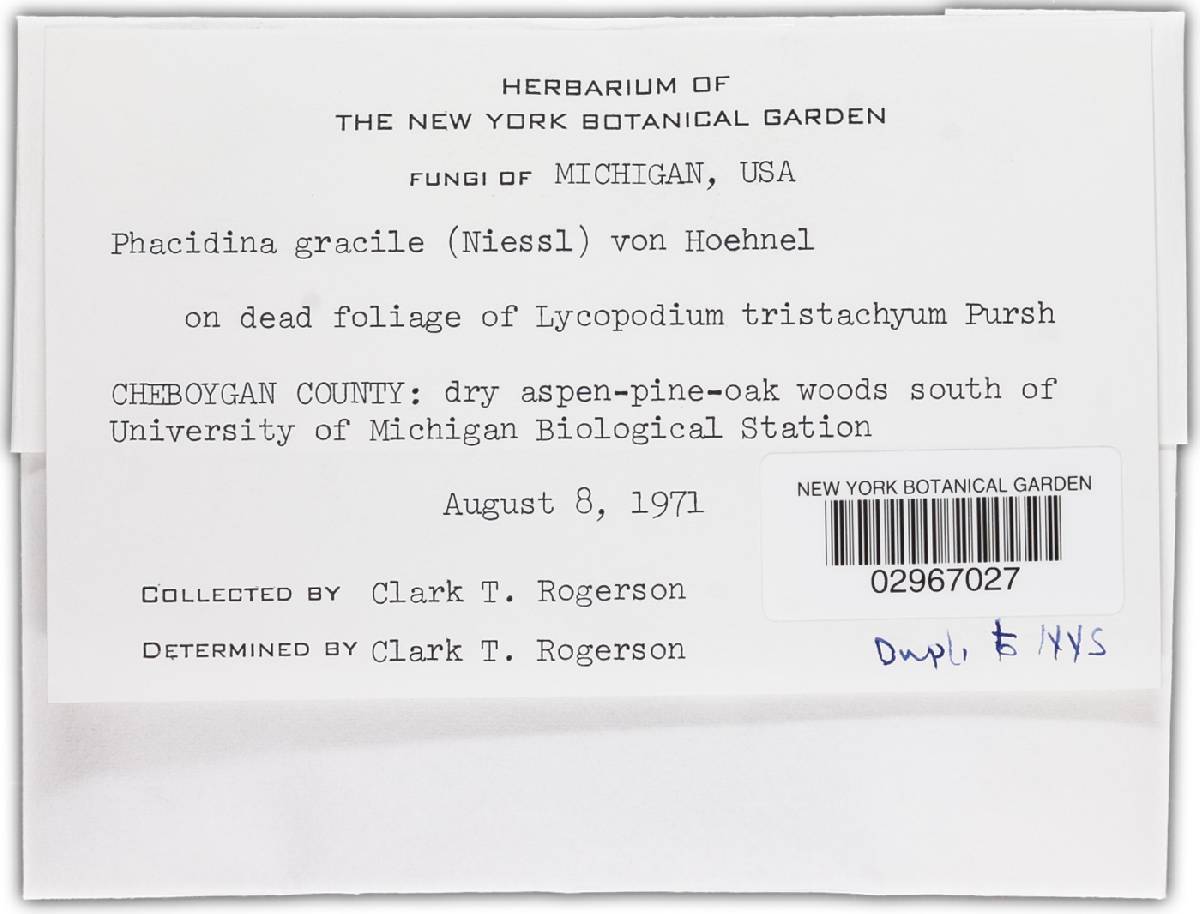 HERBARIUM OF
THE NEW YORK BOTANICAL GARDEN
FUNGI OF MICHIGAN, USA
Phacidina gracile (Niessl) von Hoehnel
on dead foliage of Lycopodium tristachyum Pursh
CHEBOYGAN COUNTY: dry aspen-pine-oak woods south of
University of Michigan Biological Station
August 8, 1971
NEW YORK BOTANICAL GARDEN
02967027
COLLECTED BY Clark T. Rogerson
DETERMINED BY Clark T. Rogerson
Dupl. to